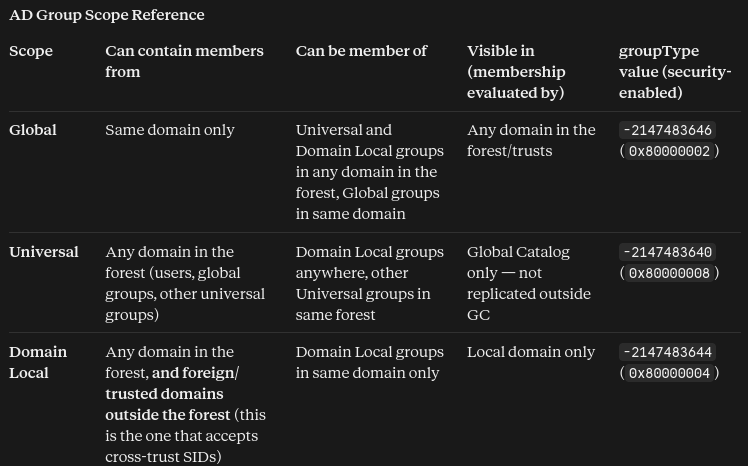 AD Group Scope Reference
Scope
Can contain members
from
Can be member of
Visible in
(membership
evaluated by)
groupType
value (security-
enabled)
Global
Same domain only
Universal and
Domain Local groups
in any domain in the
forest, Global groups
in same domain
Any domain in the
forest/trusts
-2147483646
(0x80000002)
Universal
Any domain in the
forest (users, global
groups, other universal
groups)
Domain Local groups
anywhere, other
Universal groups in
same forest
Global Catalog
only — not
replicated outside
GC
-2147483640
(0x80000008)
Domain
Local
Any domain in the
forest, and foreign/
trusted domains
outside the forest (this
is the one that accepts
cross-trust SIDs)
Domain Local groups
in same domain only
Local domain only
-2147483644
(0x80000004)